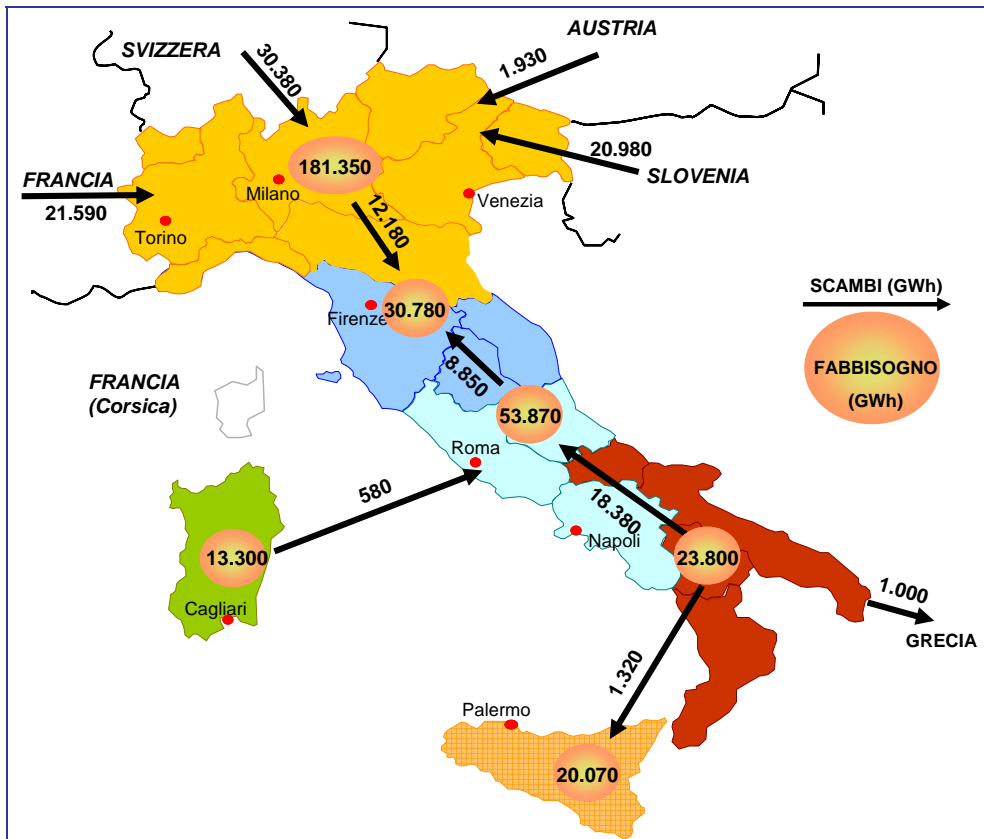 SVIZZERA
AUSTRIA
30.380
1.930
20.980
181.350
FRANCIA
21.590
SLOVENIA
Milano
Venezia
12.180
Torino
SCAMBI (GWh)
30.780
Firenze
FABBISOGNO
(GWh)
8.850
FRANCIA
(Corsica)
53.870
Roma
580
18.380
Napoli
13.300
23.800
1.000
Cagliari
GRECIA
1.320
Palermo
20.070